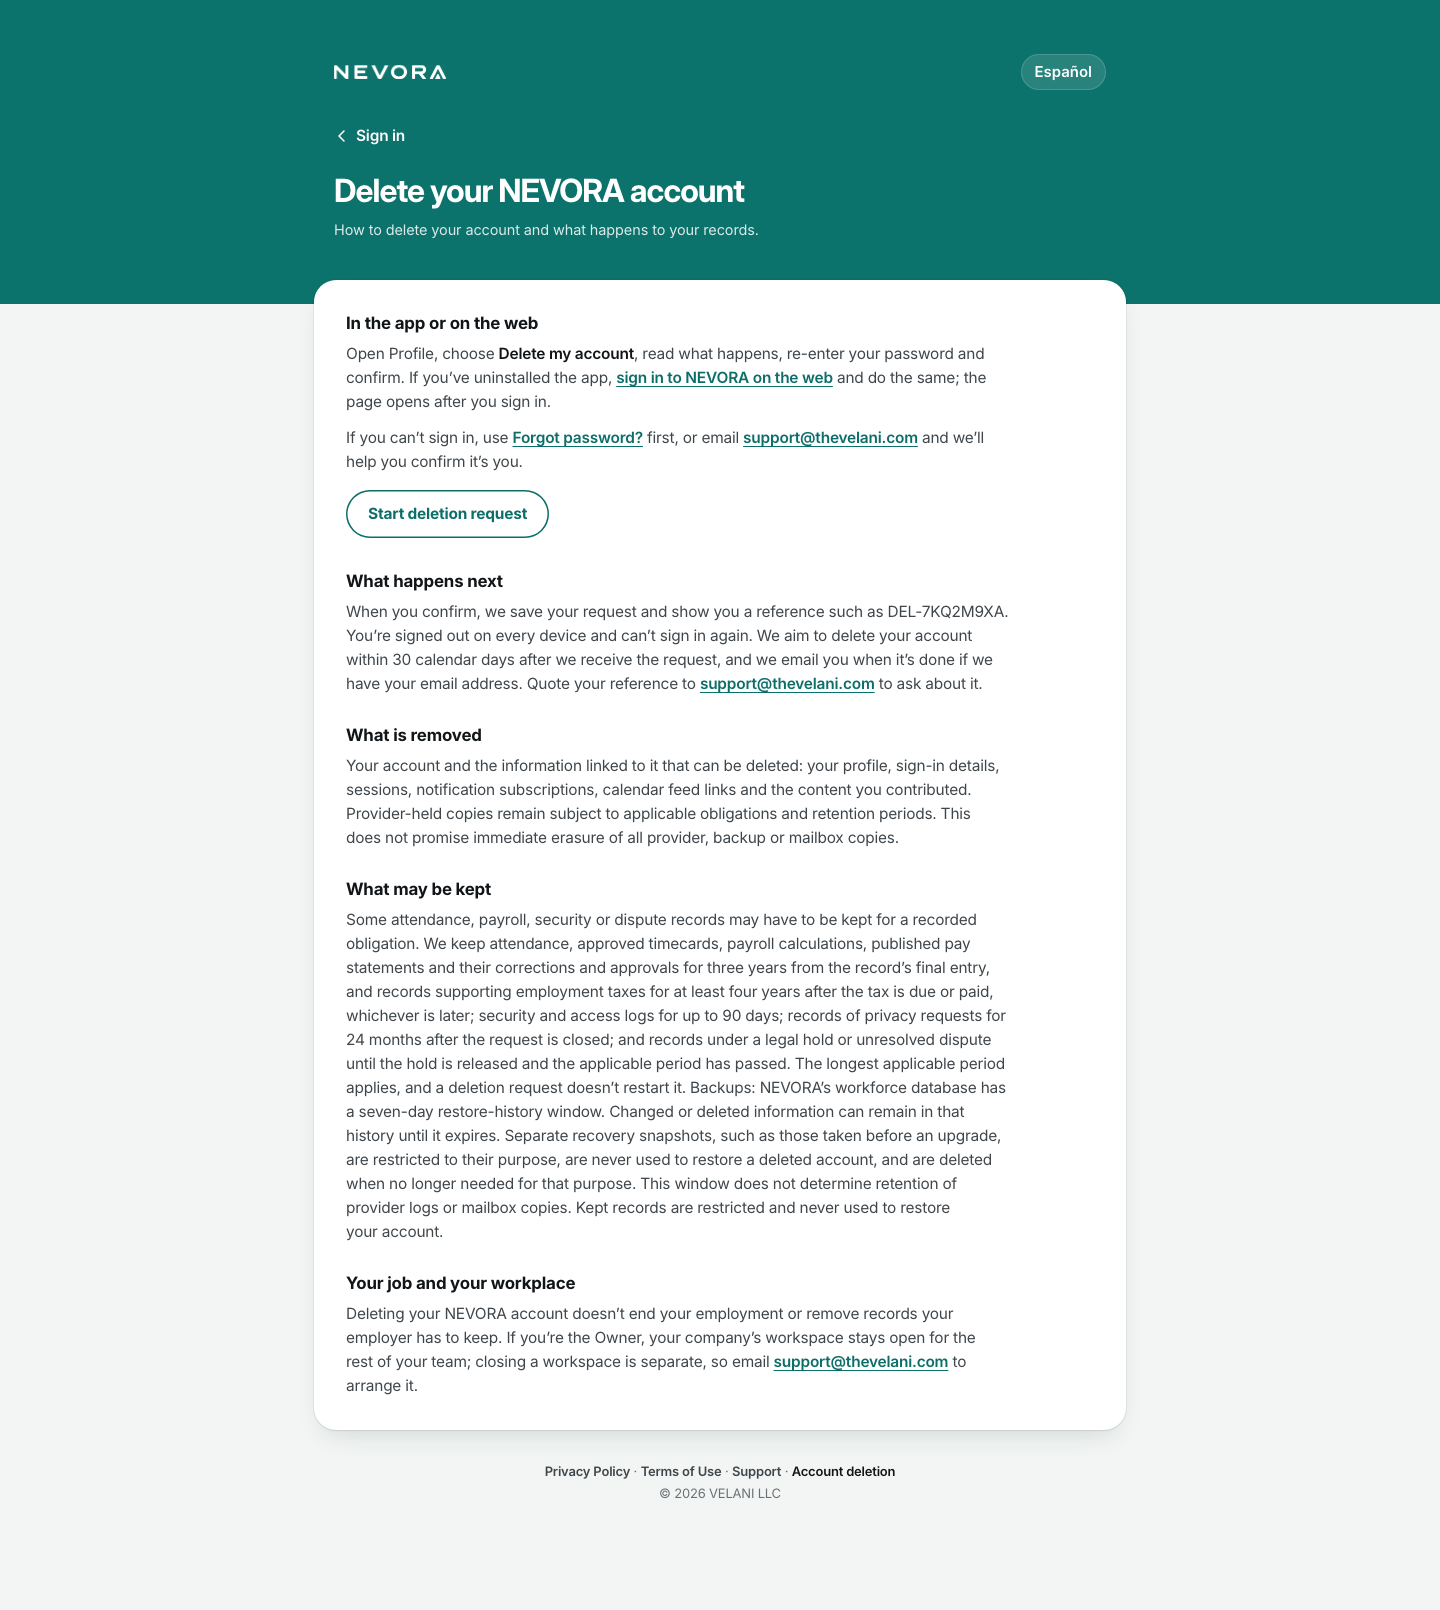 NEVORA
Español
Sign in
Delete your NEVORA account
How to delete your account and what happens to your records.
In the app or on the web
Open Profile, choose Delete my account, read what happens, re-enter your password and
confirm. If you’ve uninstalled the app, sign in to NEVORA on the web and do the same; the
page opens after you sign in.
If you can’t sign in, use Forgot password? first, or email support@thevelani.com and we’ll
help you confirm it’s you.
Start deletion request
What happens next
When you confirm, we save your request and show you a reference such as DEL-7KQ2M9XA.
You’re signed out on every device and can’t sign in again. We aim to delete your account
within 30 calendar days after we receive the request, and we email you when it’s done if we
have your email address. Quote your reference to support@thevelani.com to ask about it.
What is removed
Your account and the information linked to it that can be deleted: your profile, sign-in details,
sessions, notification subscriptions, calendar feed links and the content you contributed.
Provider-held copies remain subject to applicable obligations and retention periods. This
does not promise immediate erasure of all provider, backup or mailbox copies.
What may be kept
Some attendance, payroll, security or dispute records may have to be kept for a recorded
obligation. We keep attendance, approved timecards, payroll calculations, published pay
statements and their corrections and approvals for three years from the record’s final entry,
and records supporting employment taxes for at least four years after the tax is due or paid,
whichever is later; security and access logs for up to 90 days; records of privacy requests for
24 months after the request is closed; and records under a legal hold or unresolved dispute
until the hold is released and the applicable period has passed. The longest applicable period
applies, and a deletion request doesn’t restart it. Backups: NEVORA’s workforce database has
a seven-day restore-history window. Changed or deleted information can remain in that
history until it expires. Separate recovery snapshots, such as those taken before an upgrade,
are restricted to their purpose, are never used to restore a deleted account, and are deleted
when no longer needed for that purpose. This window does not determine retention of
provider logs or mailbox copies. Kept records are restricted and never used to restore
your account.
Your job and your workplace
Deleting your NEVORA account doesn’t end your employment or remove records your
employer has to keep. If you’re the Owner, your company’s workspace stays open for the
rest of your team; closing a workspace is separate, so email support@thevelani.com to
arrange it.
Privacy Policy · Terms of Use · Support · Account deletion
© 2026 VELANI LLC